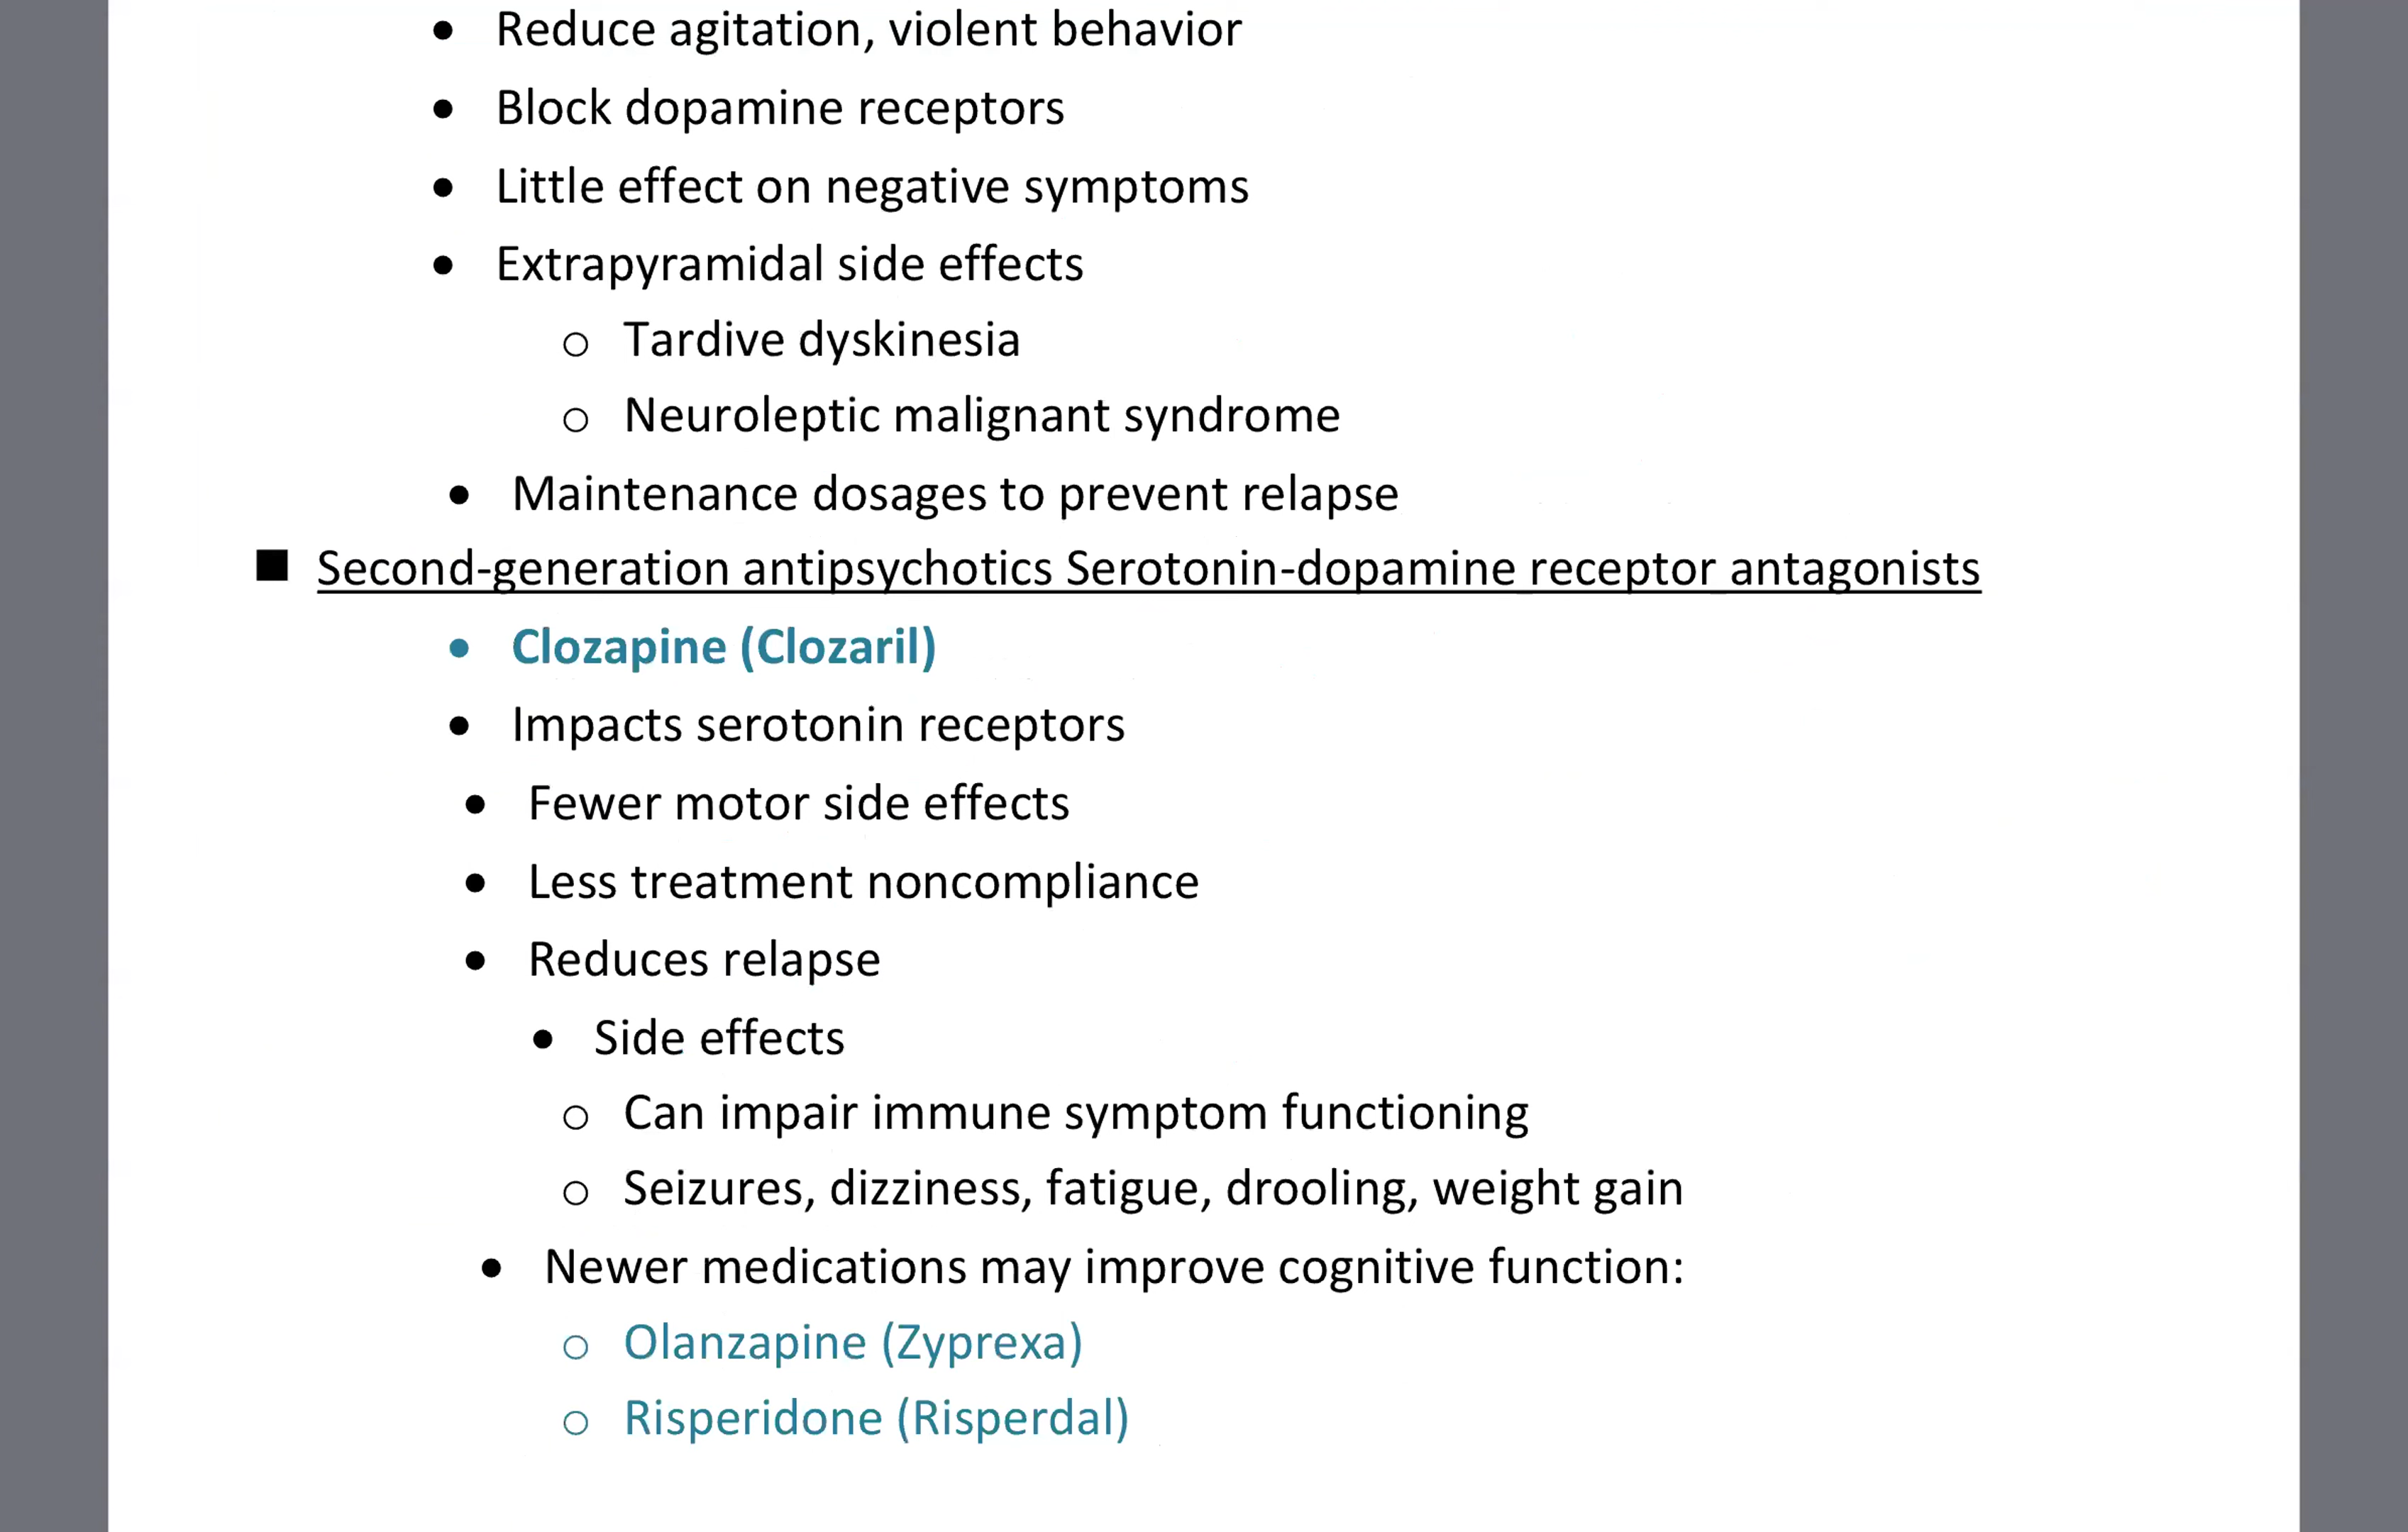 • Reduce agitation, violent behavior
• Block dopamine receptors
• Little effect on negative symptoms
• Extrapyramidal side effects
○ Tardive dyskinesia
○ Neuroleptic malignant syndrome
• Maintenance dosages to prevent relapse
■ Second-generation antipsychotics Serotonin-dopamine receptor antagonists
• Clozapine (Clozaril)
• Impacts serotonin receptors
• Fewer motor side effects
• Less treatment noncompliance
• Reduces relapse
• Side effects
○ Can impair immune symptom functioning
○ Seizures, dizziness, fatigue, drooling, weight gain
• Newer medications may improve cognitive function:
○ Olanzapine (Zyprexa)
○ Risperidone (Risperdal)